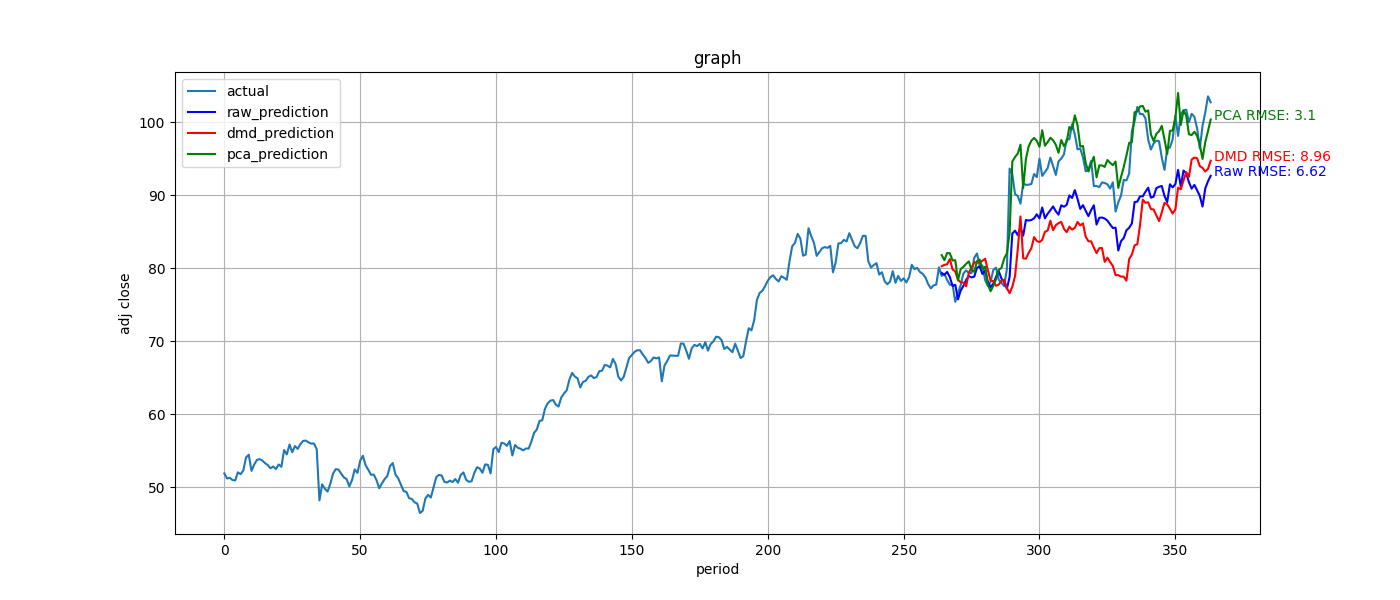 graph
actual
raw_prediction
dmd_prediction
pca_prediction
100
90
80
70
60
50
adj close
PCA RMSE: 3.1
DMD RMSE: 8.96
Raw RMSE: 6.62
0 50 100 150 200 250 300 350
period